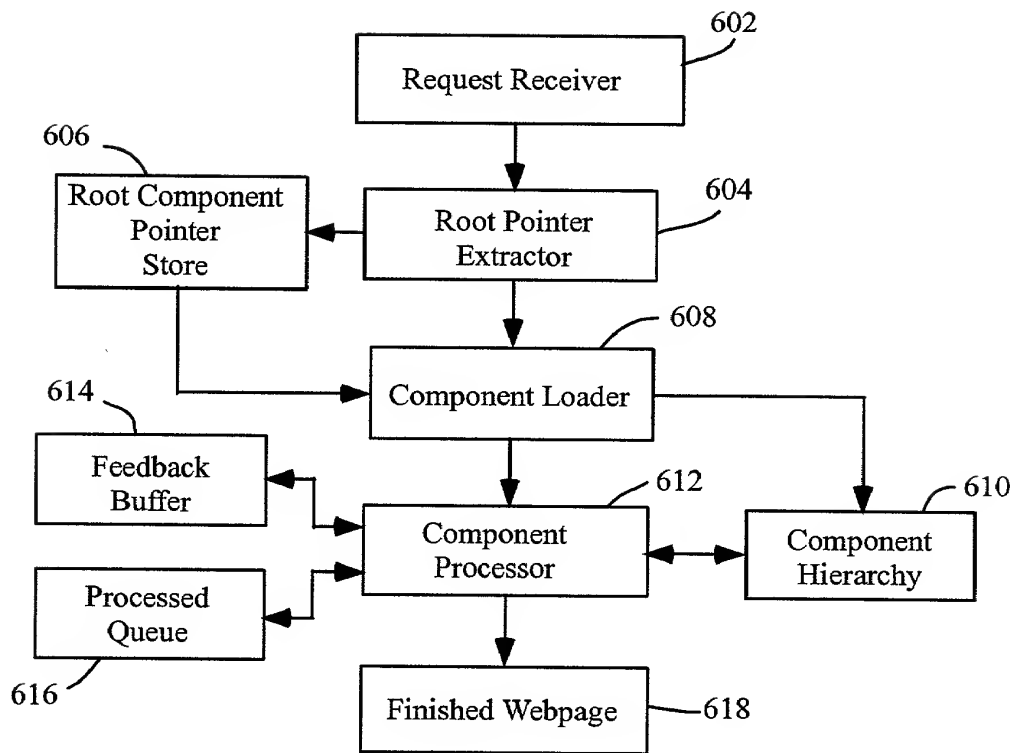 602
Request Receiver
606
Root Component
Pointer
Store
604
Root Pointer
Extractor
608
Component Loader
614
Feedback
Buffer
612
Component
Processor
610
Component
Hierarchy
Processed
Queue
616
Finished Webpage
618